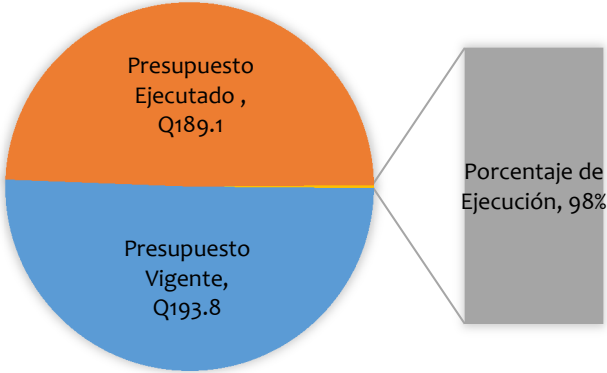 Presupuesto
Ejecutado ,
Q189.1
Porcentaje de
Ejecución, 98%
Presupuesto
Vigente,
Q193.8